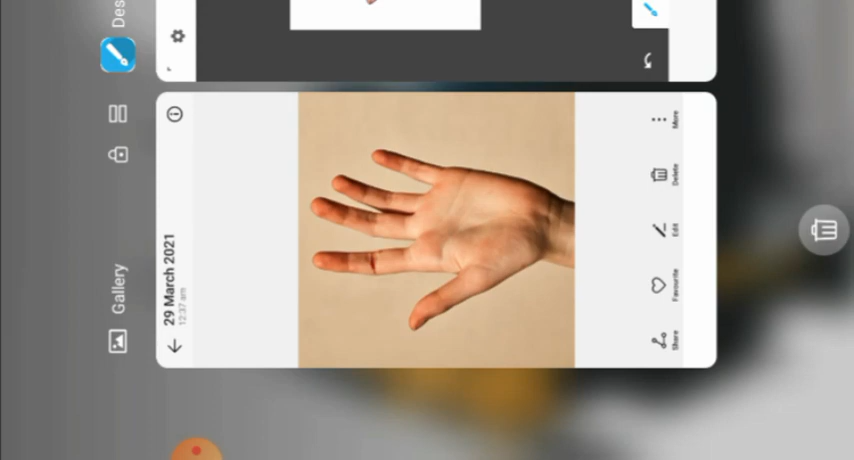 Des
Gallery
29 March 2021
12:37 am
Share
Favourite
Edit
Delete
More